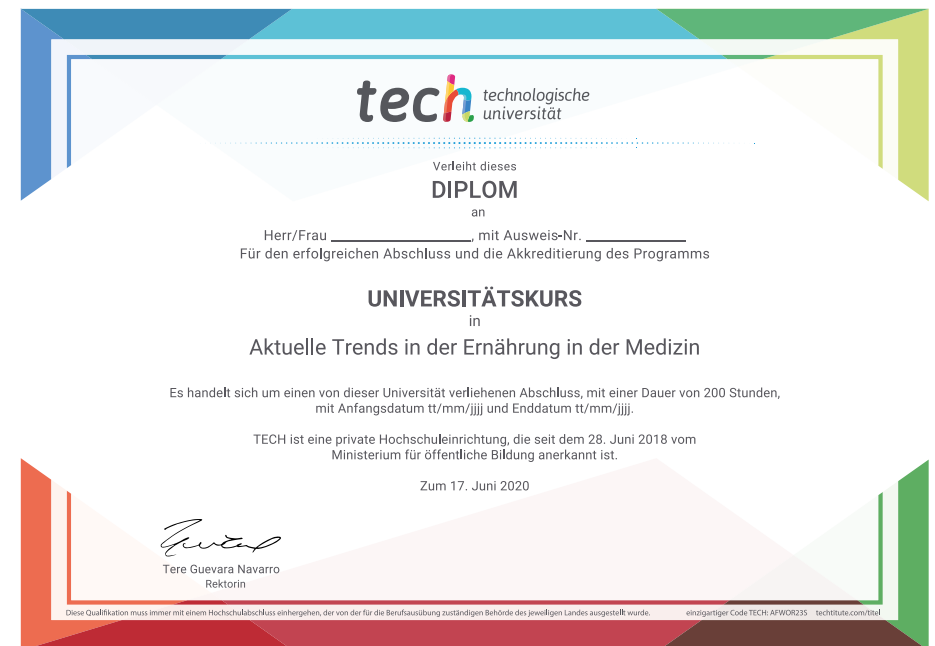 tech technologische
universität
Verleiht dieses
DIPLOM
an
Herr/Frau ____________________, mit Ausweis-Nr. ______________
Für den erfolgreichen Abschluss und die Akkreditierung des Programms
UNIVERSITÄTSKURS
in
Aktuelle Trends in der Ernährung in der Medizin
Es handelt sich um einen von dieser Universität verliehenen Abschluss, mit einer Dauer von 200 Stunden,
mit Anfangsdatum tt/mm/jjjj und Enddatum tt/mm/jjjj.
TECH ist eine private Hochschuleinrichtung, die seit dem 28. Juni 2018 vom
Ministerium für öffentliche Bildung anerkannt ist.
Zum 17. Juni 2020
Tere Guevara Navarro
Rektorin
Diese Qualifikation muss immer mit einem Hochschulabschluss einhergehen, der von der für die Berufsausübung zuständigen Behörde des jeweiligen Landes ausgestellt wurde. einzigartiger Code TECH: AFWOR23S techtitute.com/titel